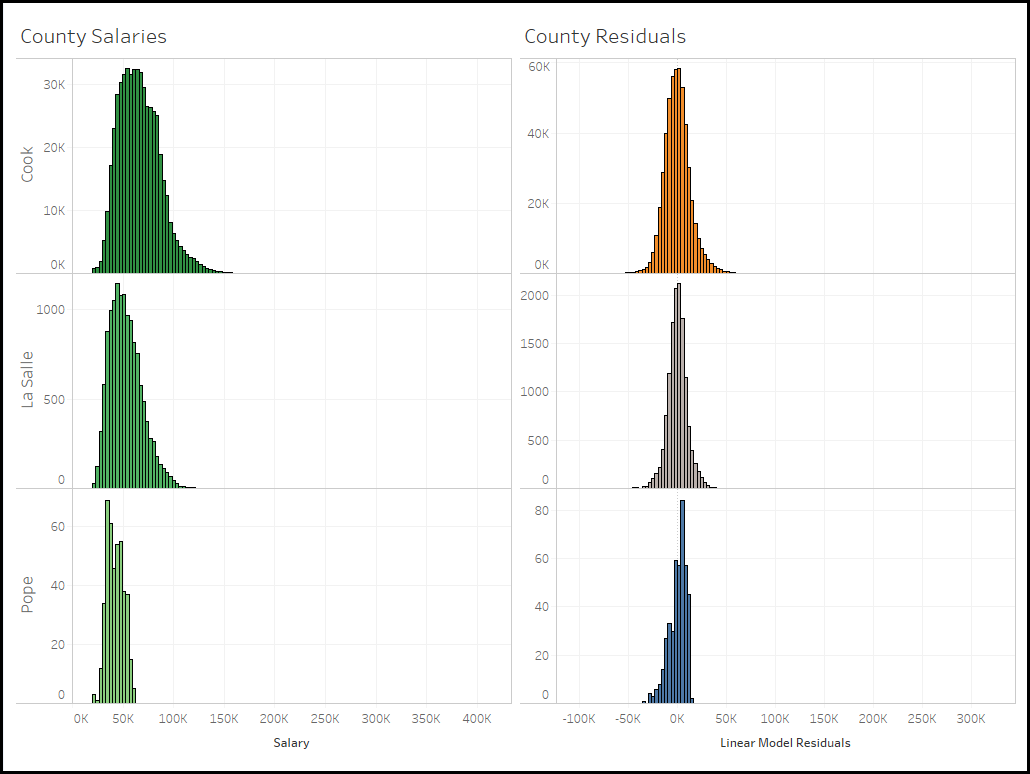 County Salaries
County Residuals
Cook
30K
20K
10K
0K
60K
40K
20K
0K
La Salle
1000
500
0
2000
1500
1000
500
0
Pope
60
40
20
0
80
60
40
20
0
0K 50K 100K 150K 200K 250K 300K 350K 400K
-100K -50K 0K 50K 100K 150K 200K 250K 300K
Salary
Linear Model Residuals